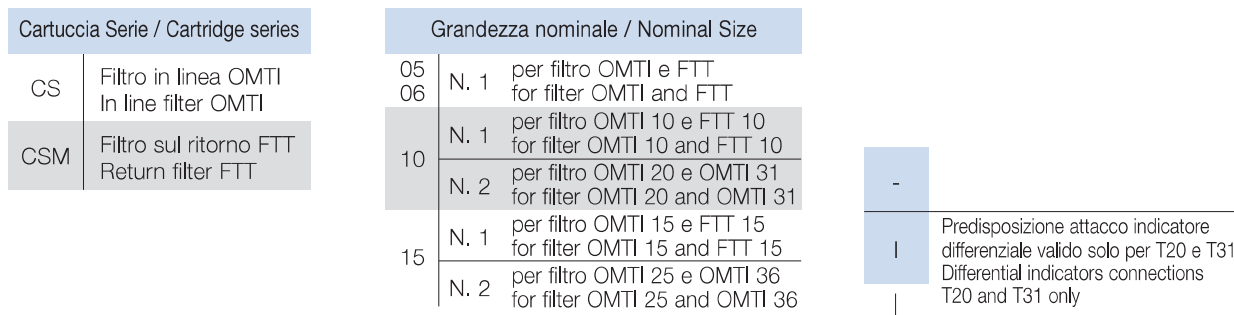 Cartuccia Serie / Cartridge series
CS
Filtro in linea OMTI
In line filter OMTI
CSM
Filtro sul ritorno FTT
Return filter FTT
Grandezza nominale / Nominal Size
05
06
N. 1
per filtro OMTI e FTT
for filter OMTI and FTT
10
N. 1
per filtro OMTI 10 e FTT 10
for filter OMTI 10 and FTT 10
N. 2
per filtro OMTI 20 e OMTI 31
for filter OMTI 20 and OMTI 31
15
N. 1
per filtro OMTI 15 e FTT 15
for filter OMTI 15 and FTT 15
N. 2
per filtro OMTI 25 e OMTI 36
for filter OMTI 25 and OMTI 36
-
I
Predisposizione attacco indicatore
differenziale valido solo per T20 e T31
Differential indicators connections
T20 and T31 only